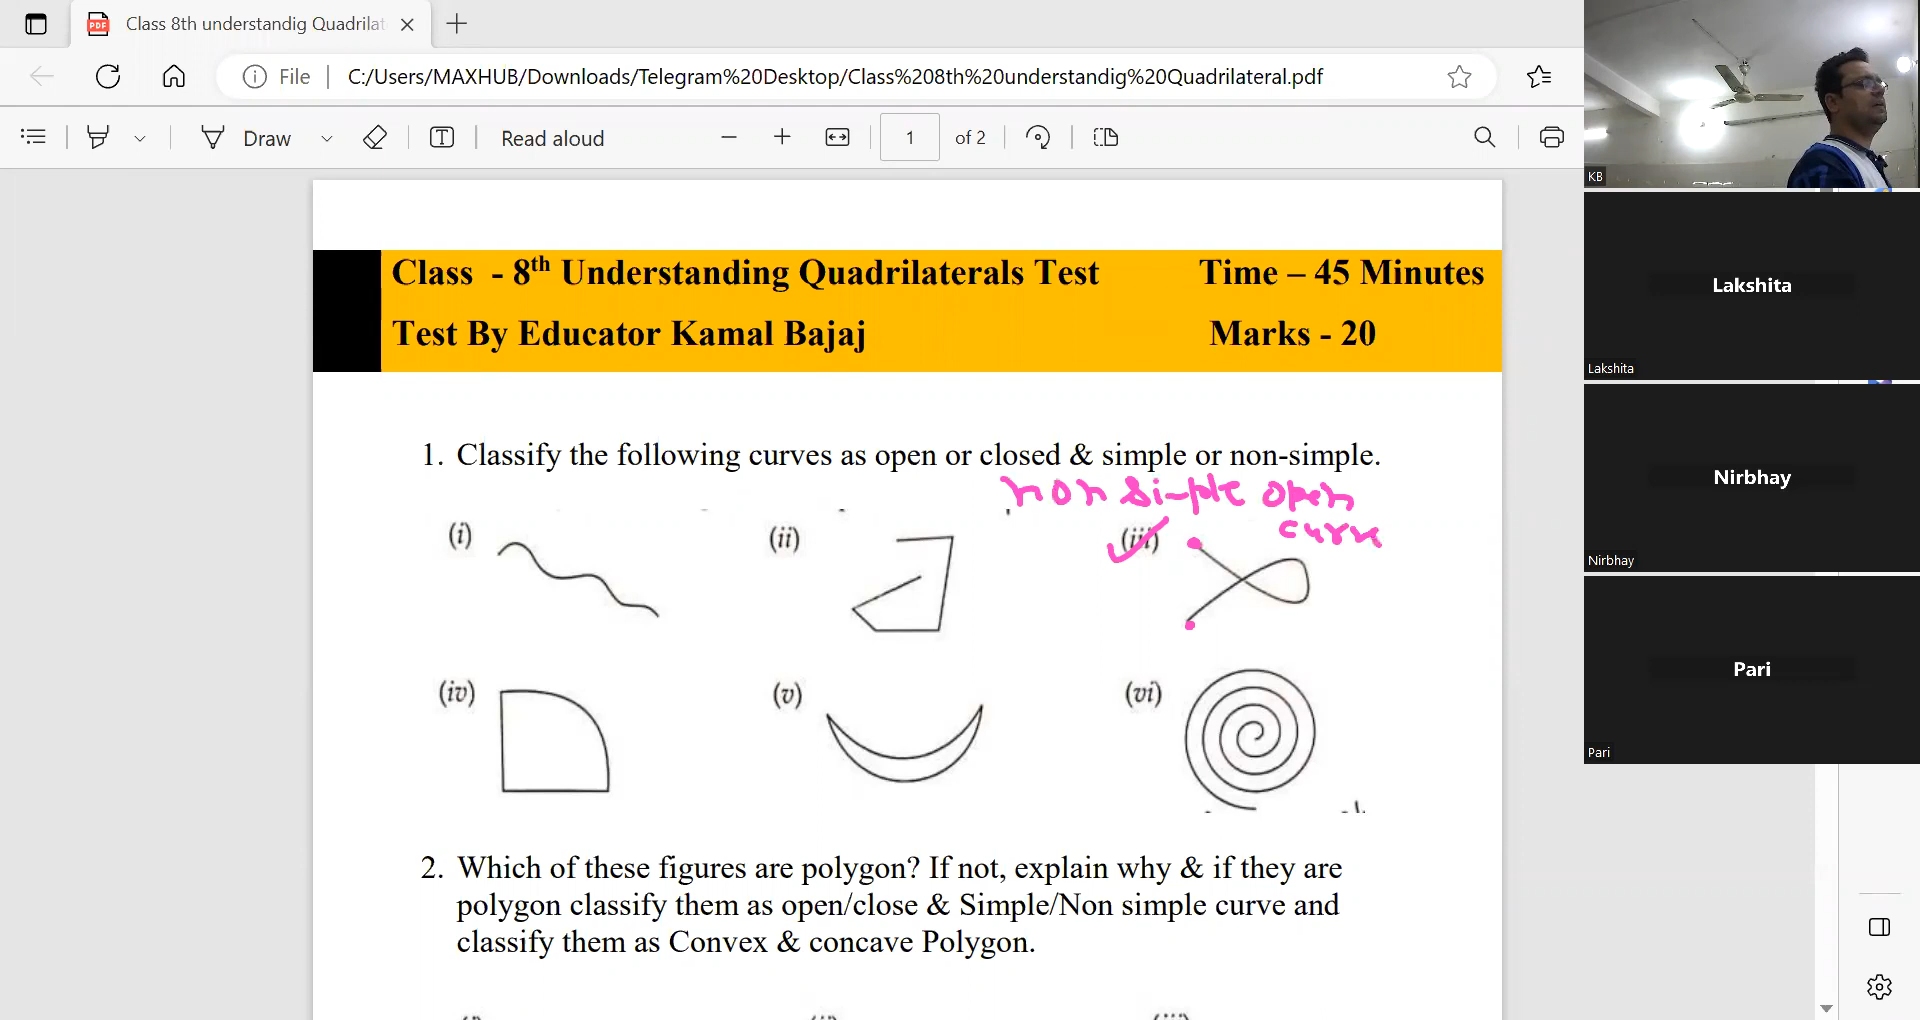 Class 8th understandig Quadrilat
File
C:/Users/MAXHUB/Downloads/Telegram%20Desktop/Class%208th%20understandig%20Quadrilateral.pdf
Draw
Read aloud
1
of 2
Class - 8th Understanding Quadrilaterals Test Time – 45 Minutes
Test By Educator Kamal Bajaj Marks - 20
1. Classify the following curves as open or closed & simple or non-simple.
non simple open
curve
(i)
(ii)
(iii)
(iv)
(v)
(vi)
2. Which of these figures are polygon? If not, explain why & if they are
polygon classify them as open/close & Simple/Non simple curve and
classify them as Convex & concave Polygon.
KB
Lakshita
Lakshita
Nirbhay
Nirbhay
Pari
Pari